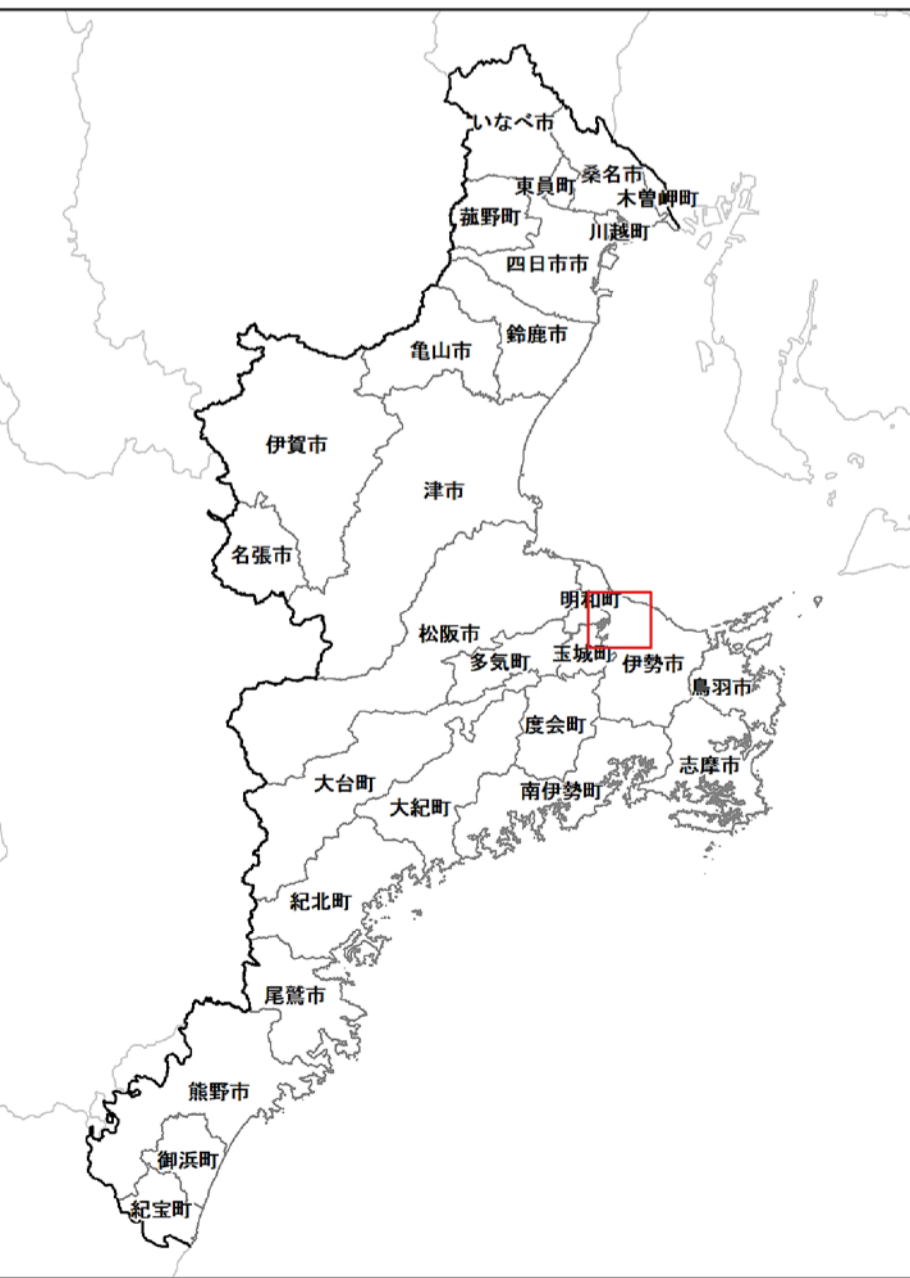 いなべ市
桑名市
東員町
木曽岬町
菰野町
川越町
四日市市
鈴鹿市
亀山市
伊賀市
津市
名張市
明和町
松阪市
多気町
玉城町
伊勢市
鳥羽市
度会町
志摩市
大台町
南伊勢町
大紀町
紀北町
尾鷲市
熊野市
御浜町
紀宝町